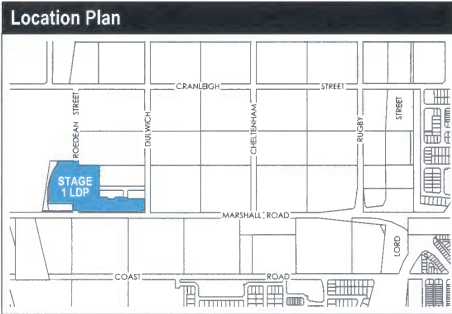 Location Plan
CRANLEIGH STREET
ROEDEAN STREET
DULWICH
CHELTENHAM
RUGBY
STREET
STAGE
1 LDP
MARSHALL ROAD
LORD
COAST ROAD